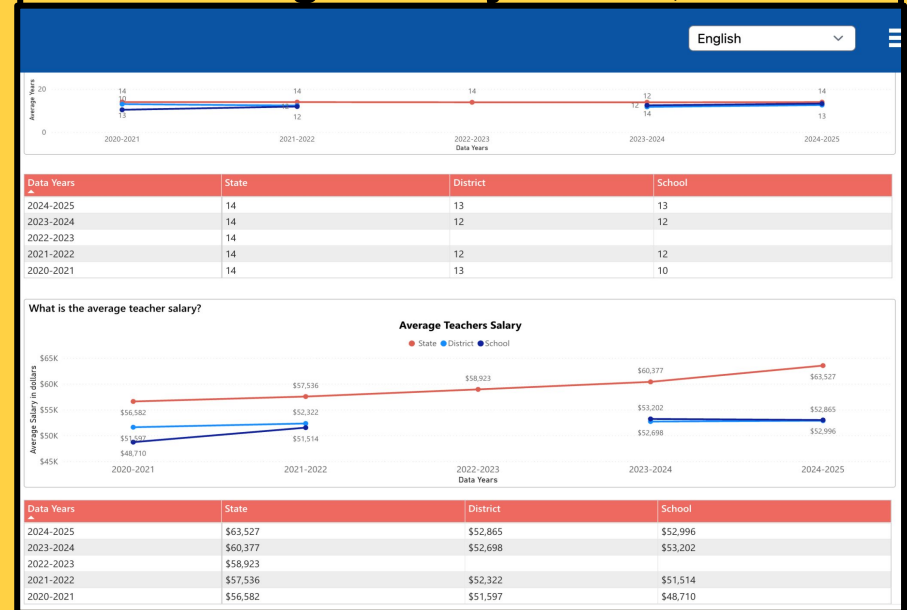 English
Average Years
20
0
14
10
13
14
12
12
14
12
12
14
14
13
2020-2021
2021-2022
2022-2023
2023-2024
2024-2025
Data Years
Data Years State District School
2024-2025 14 13 13
2023-2024 14 12 12
2022-2023 14
2021-2022 14 12 12
2020-2021 14 13 10
What is the average teacher salary?
Average Teachers Salary
State District School
Average Salary in dollars
$65K
$60K
$55K
$50K
$45K
$56,582
$51,597
$48,710
$57,536
$52,322
$51,514
$58,923
$60,377
$53,202
$52,698
$63,527
$52,865
$52,996
2020-2021
2021-2022
2022-2023
2023-2024
2024-2025
Data Years
Data Years State District School
2024-2025 $63,527 $52,865 $52,996
2023-2024 $60,377 $52,698 $53,202
2022-2023 $58,923
2021-2022 $57,536 $52,322 $51,514
2020-2021 $56,582 $51,597 $48,710